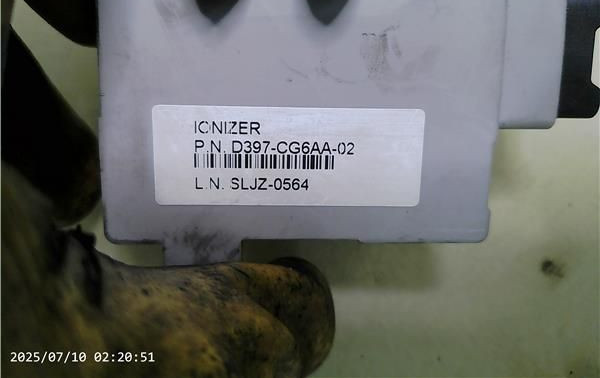 IONIZER
P.N. D397-CG6AA-02
L.N. SLJZ-0564
2025/07/10 02:20:51